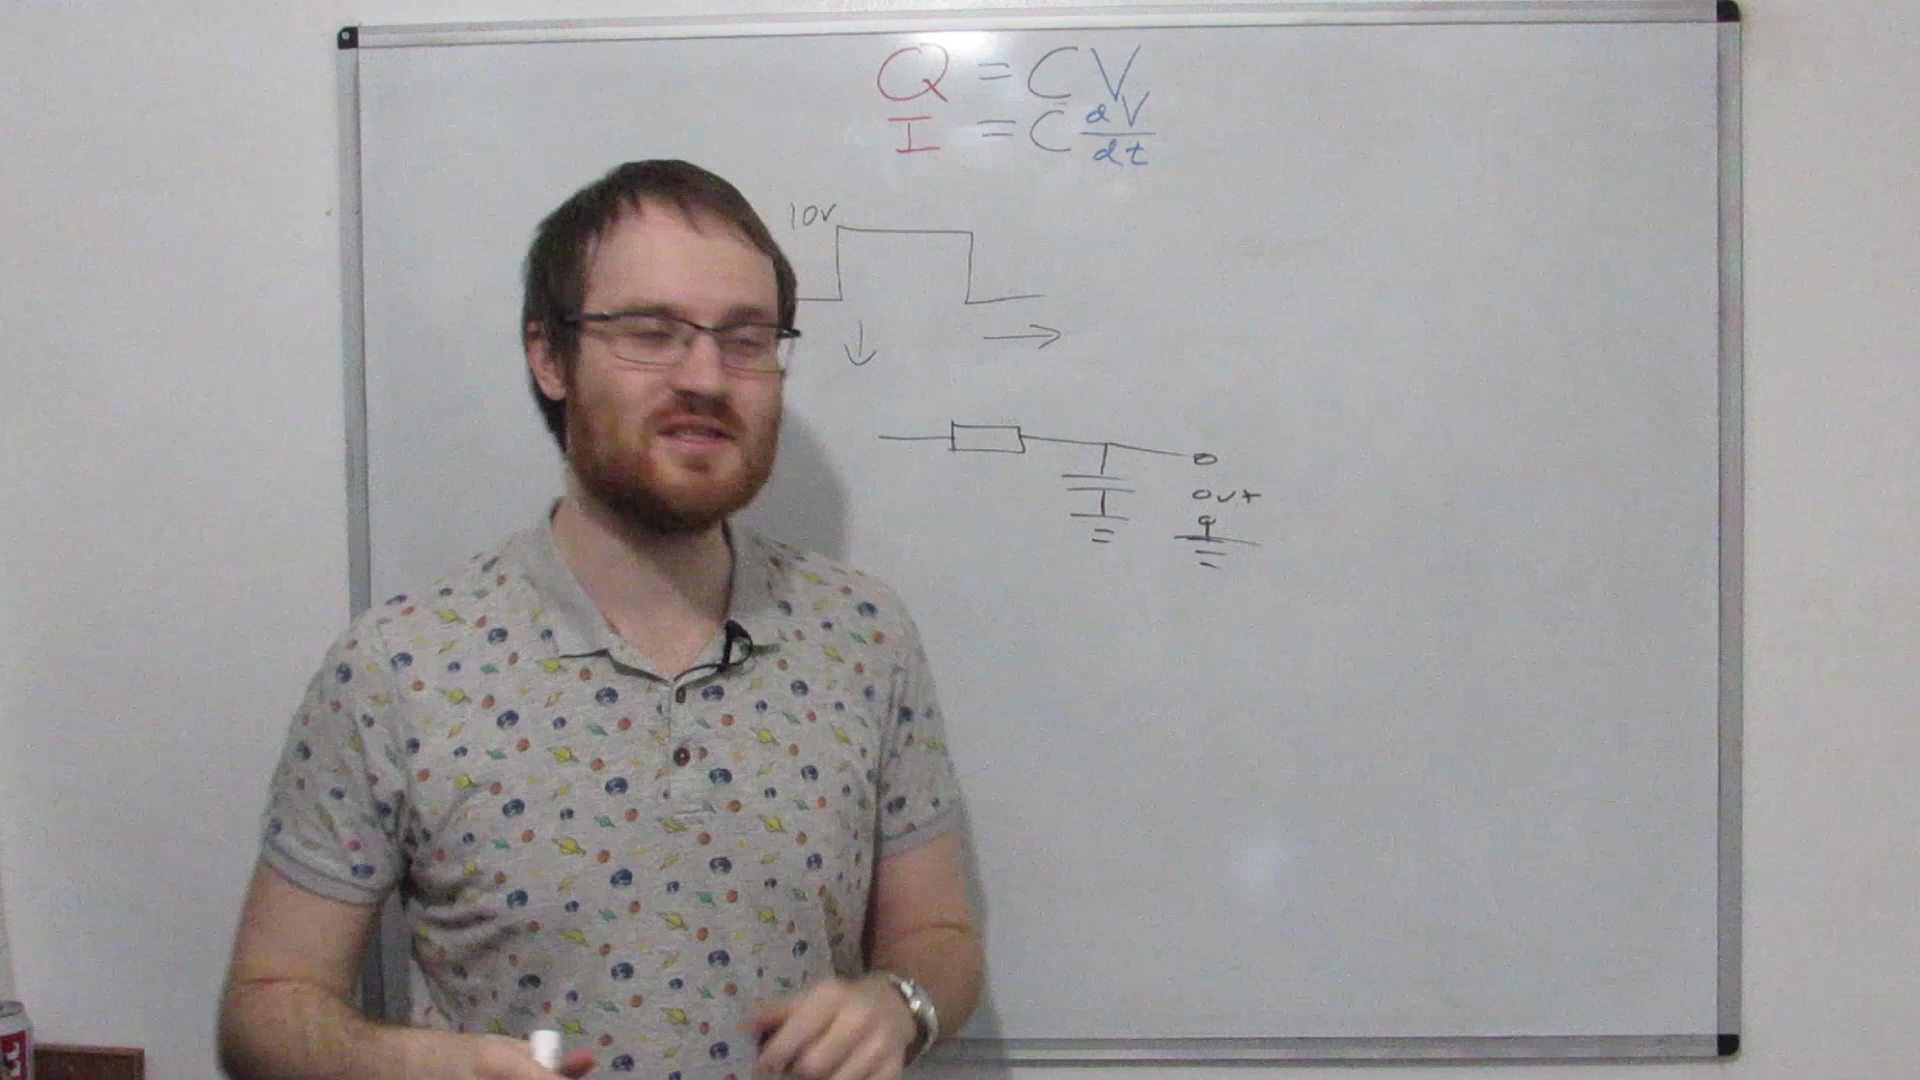 Q = CV
I = C dV/dt
10V
out